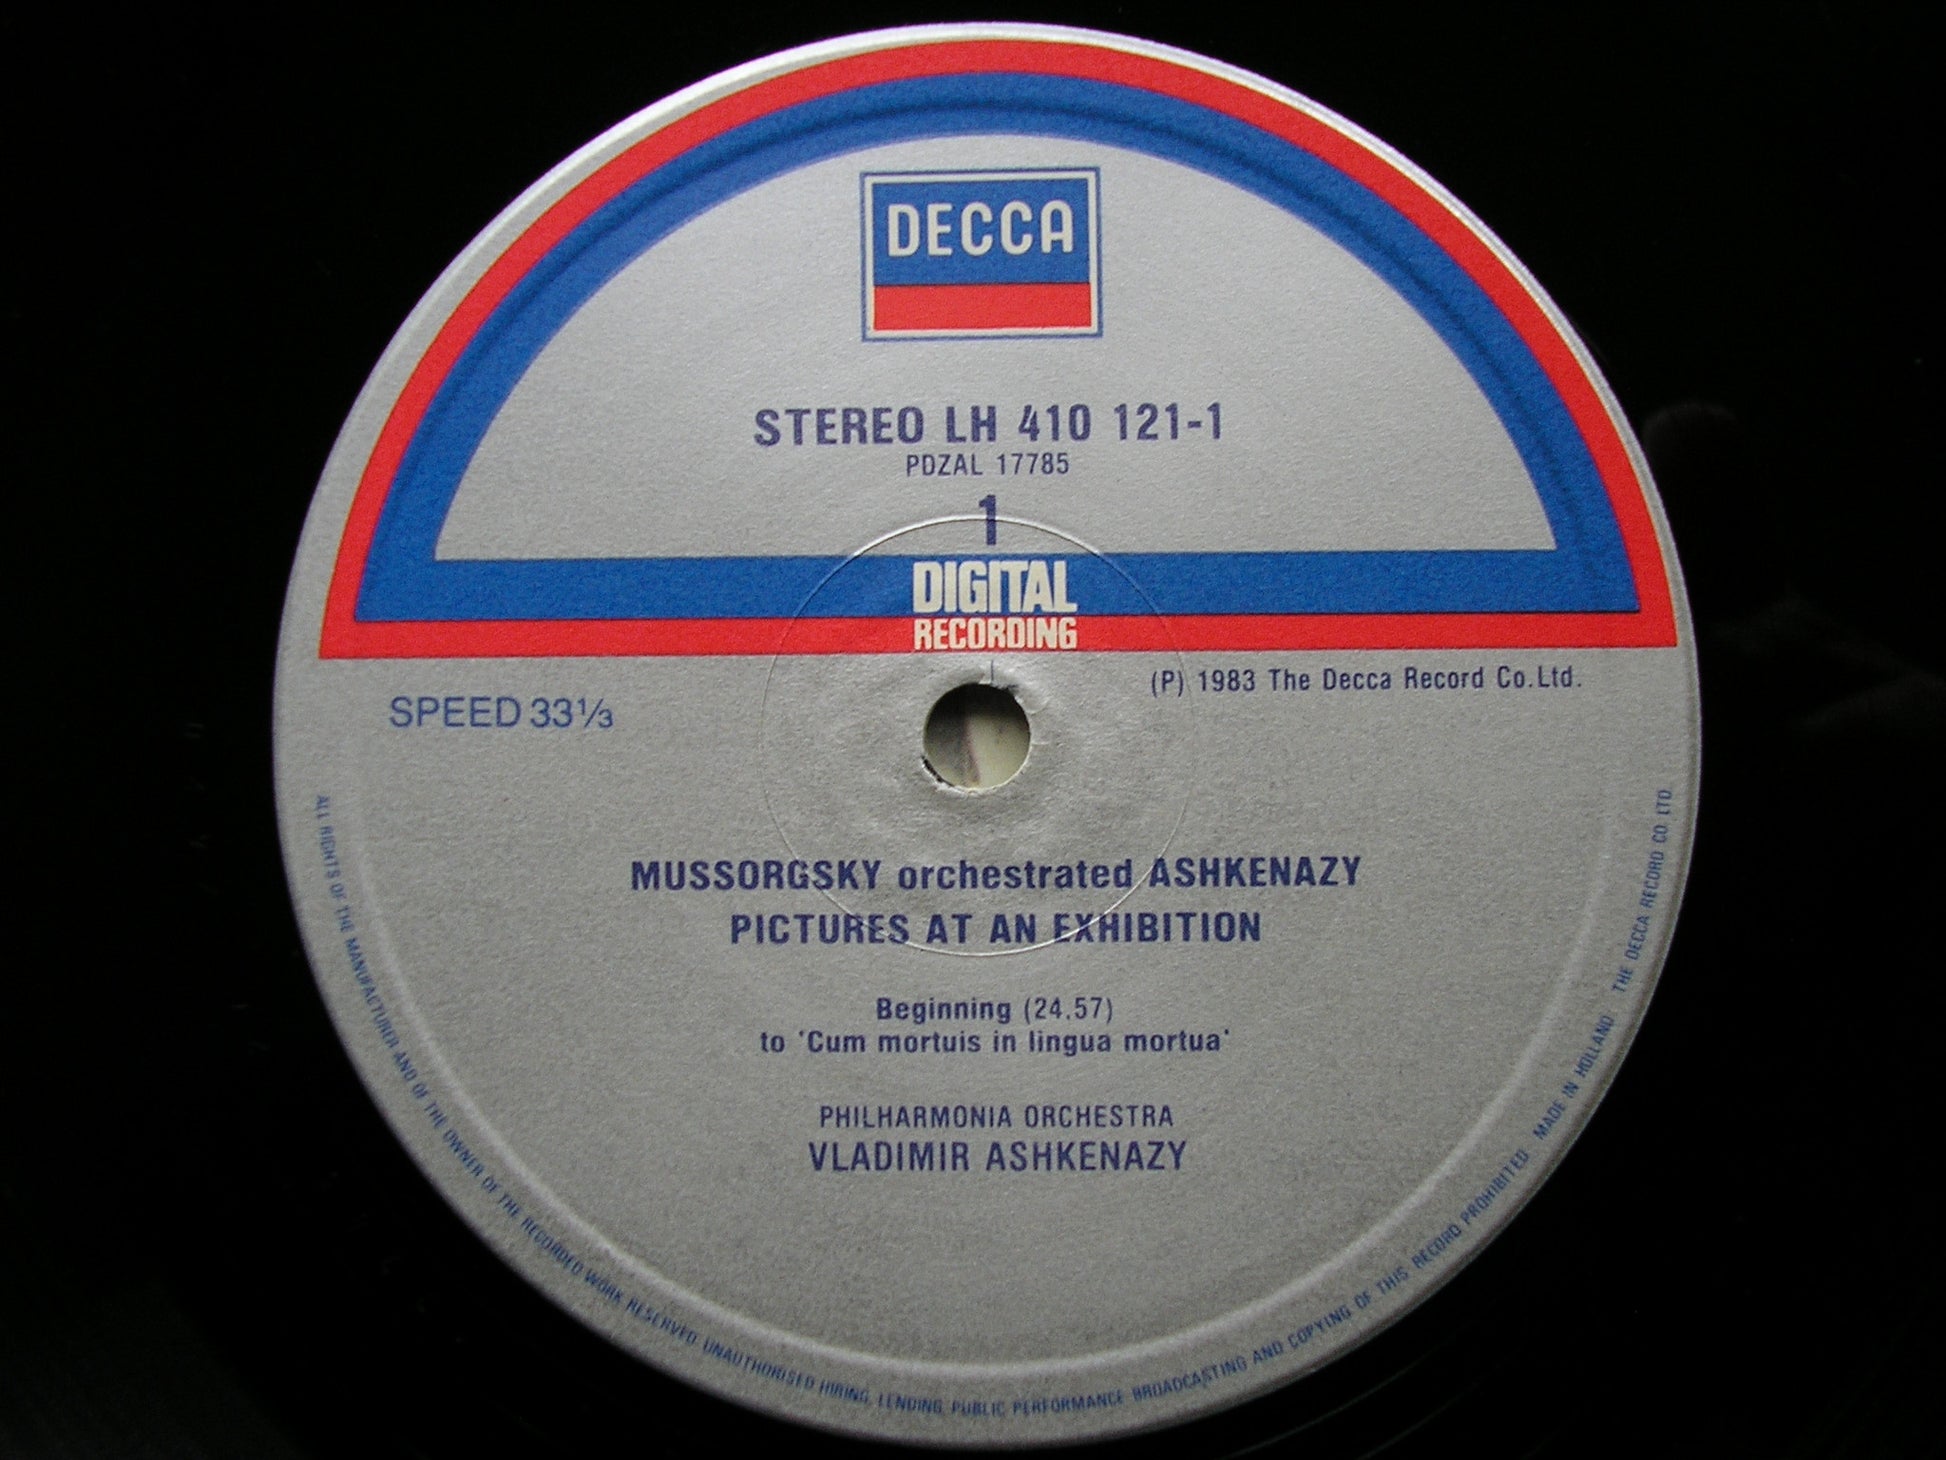 DECCA
STEREO LH 410 121-1
PDZAL 17785
1
DIGITAL
RECORDING
(P) 1983 The Decca Record Co.Ltd.
SPEED 33⅓
MUSSORGSKY orchestrated ASHKENAZY
PICTURES AT AN EXHIBITION
Beginning (24.57)
to 'Cum mortuis in lingua mortua'
PHILHARMONIA ORCHESTRA
VLADIMIR ASHKENAZY
ALL RIGHTS OF THE MANUFACTURER AND OF THE OWNER OF THE RECORDED WORK RESERVED. UNAUTHORISED HIRING, LENDING, PUBLIC PERFORMANCE BROADCASTING AND COPYING OF THIS RECORD PROHIBITED MADE IN HOLLAND THE DECCA RECORD CO LTD